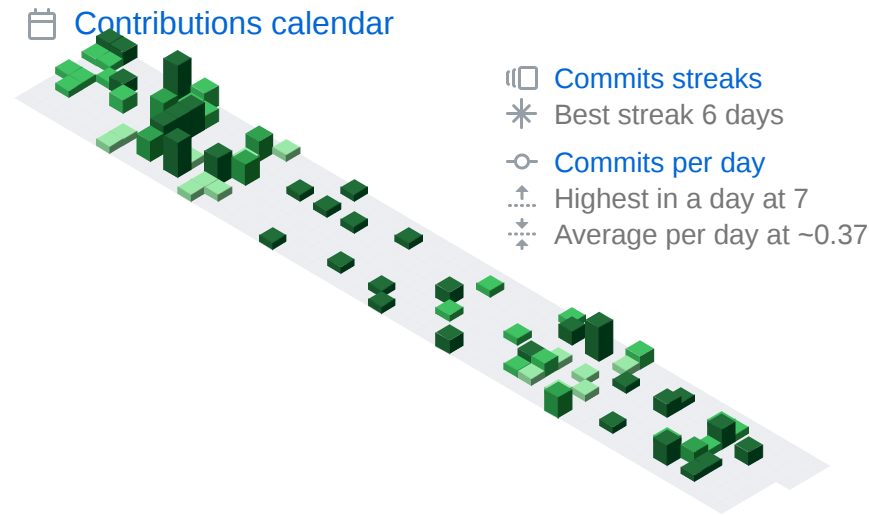 Contributions calendar
Commits streaks
Best streak 6 days
Commits per day
Highest in a day at 7
Average per day at ~0.37